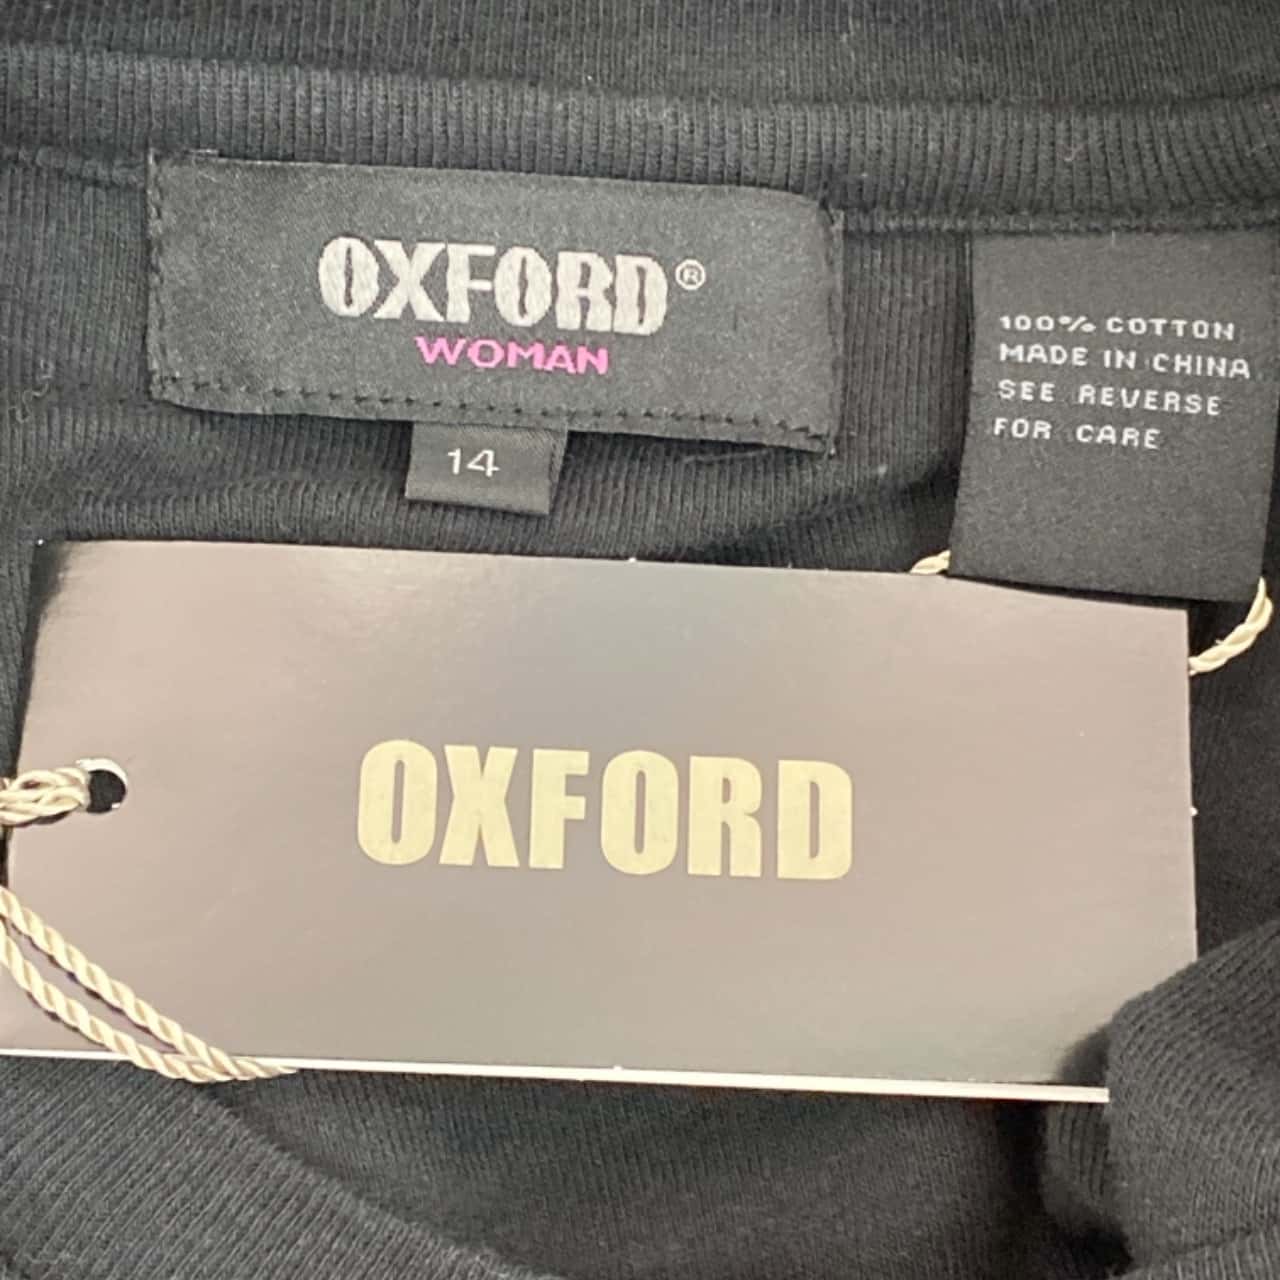 OXFORD®
WOMAN
14
100% COTTON
MADE IN CHINA
SEE REVERSE
FOR CARE
OXFORD